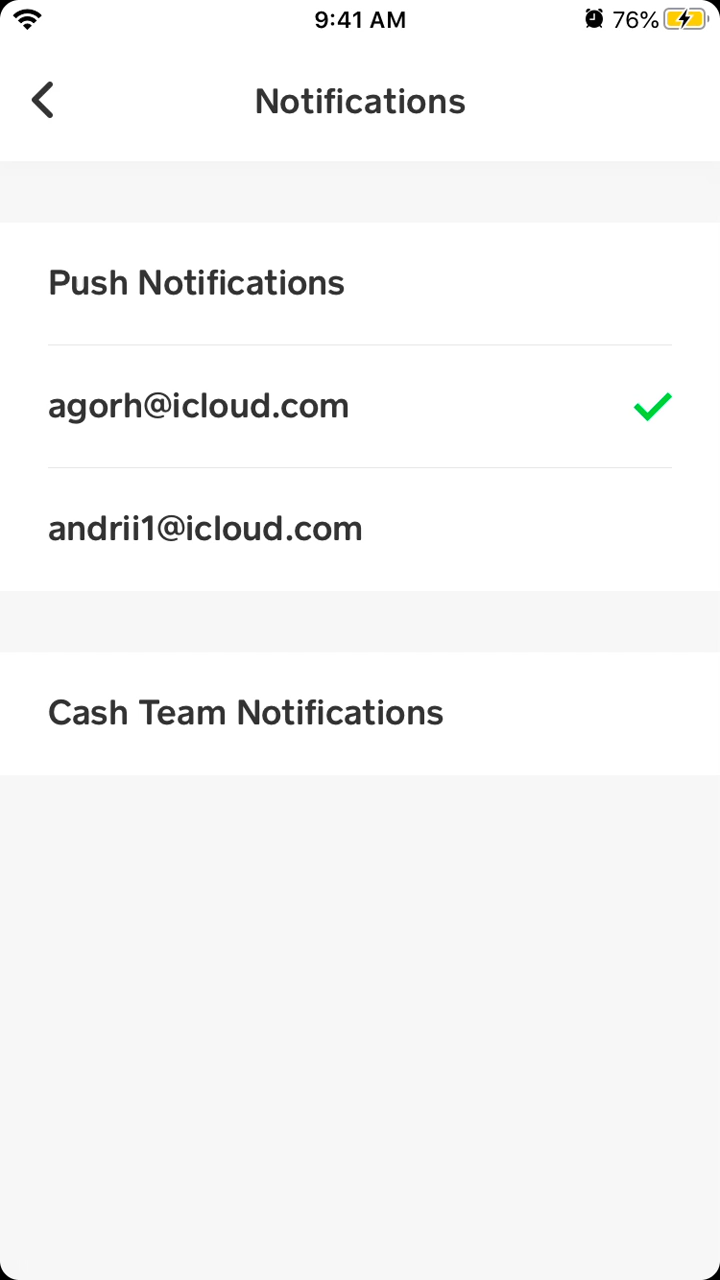 9:41 AM
76%
Notifications
Push Notifications
agorh@icloud.com
andrii1@icloud.com
Cash Team Notifications